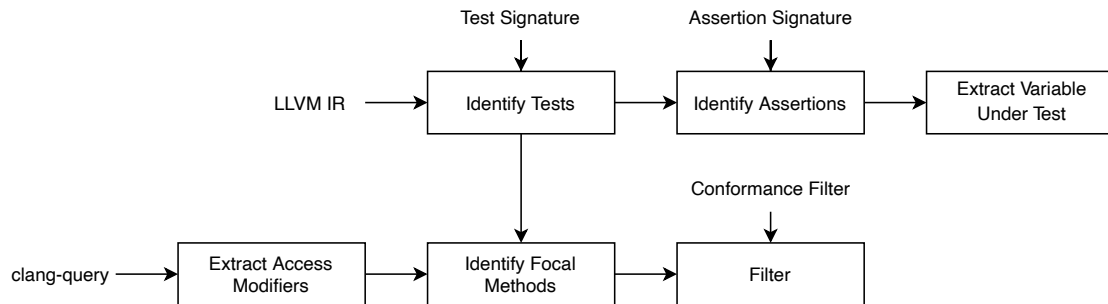 Test Signature
Assertion Signature
LLVM IR
Identify Tests
Identify Assertions
Extract Variable
Under Test
Conformance Filter
clang-query
Extract Access
Modifiers
Identify Focal
Methods
Filter